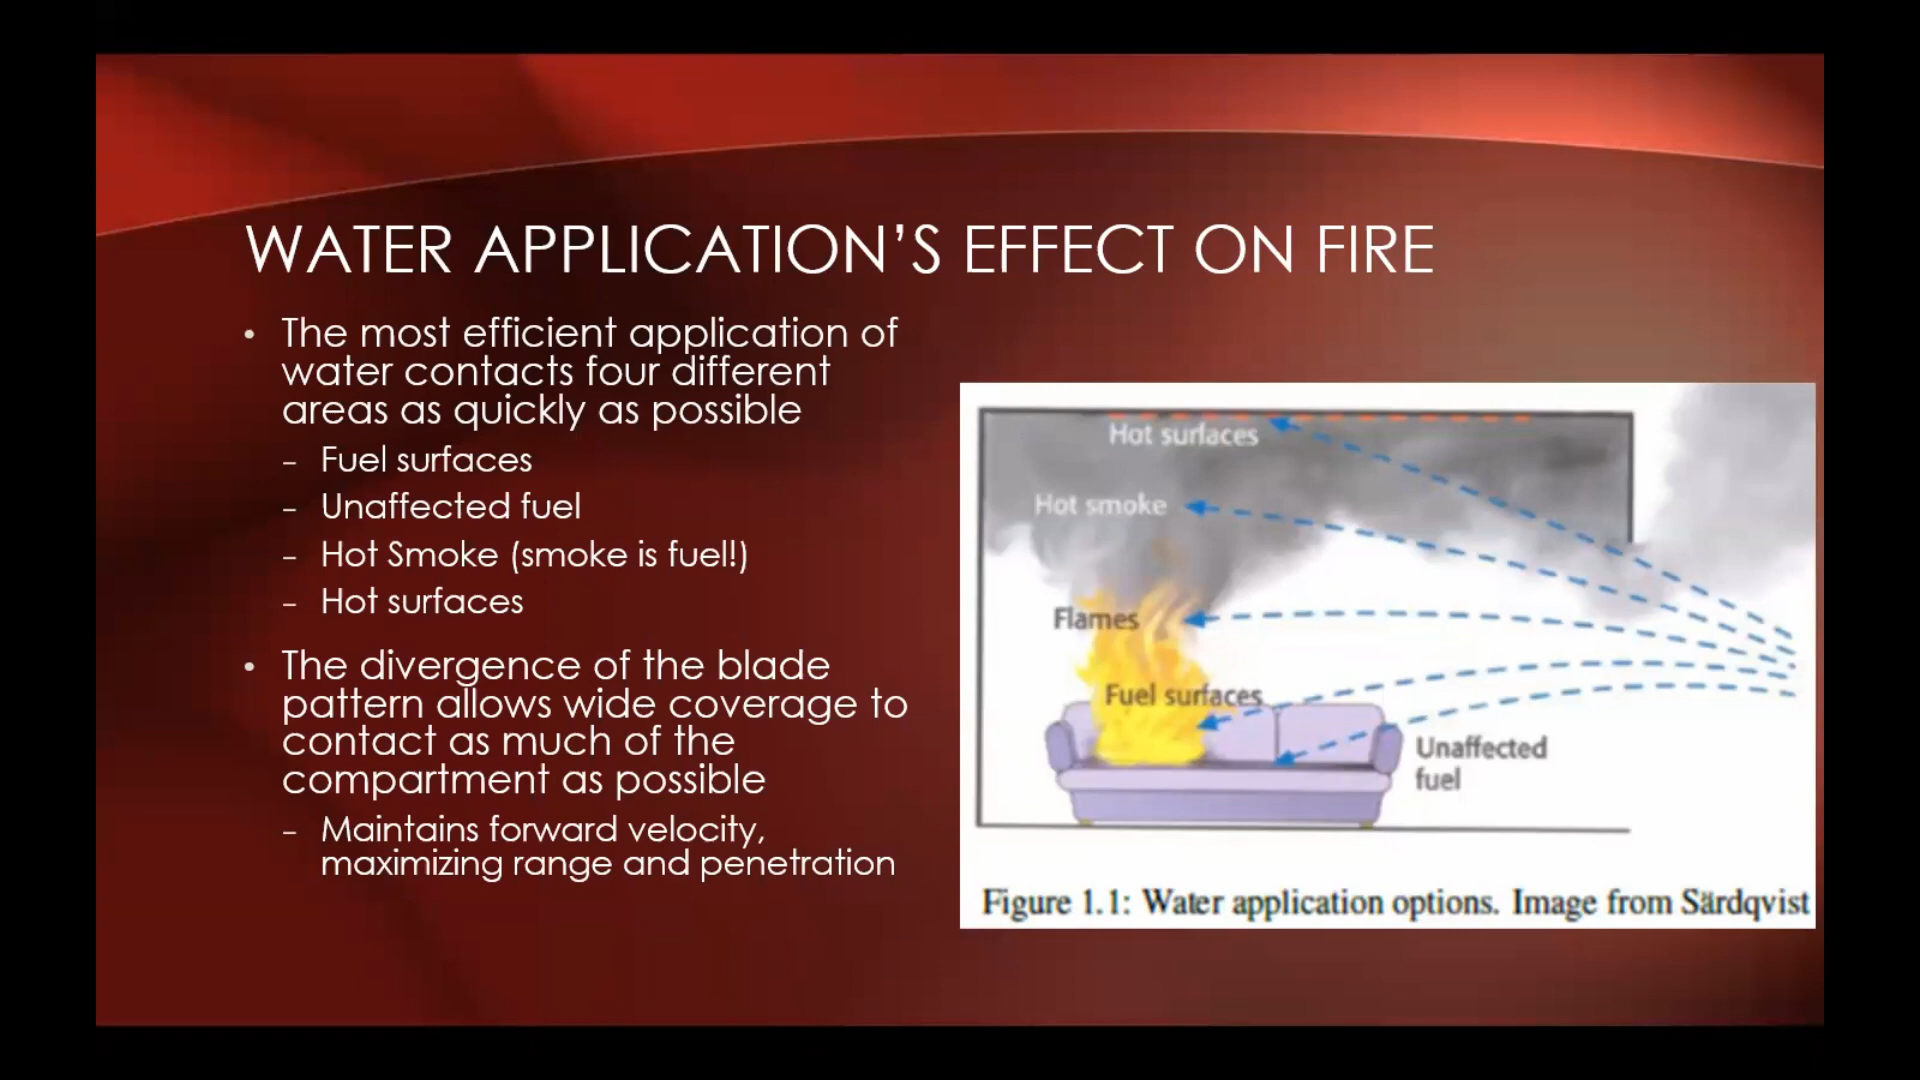 WATER APPLICATION’S EFFECT ON FIRE
• The most efficient application of
water contacts four different
areas as quickly as possible
– Fuel surfaces
– Unaffected fuel
– Hot Smoke (smoke is fuel!)
– Hot surfaces
• The divergence of the blade
pattern allows wide coverage to
contact as much of the
compartment as possible
– Maintains forward velocity,
maximizing range and penetration
Hot surfaces
Hot smoke
Flames
Fuel surfaces
Unaffected
fuel
Figure 1.1: Water application options. Image from Särdqvist